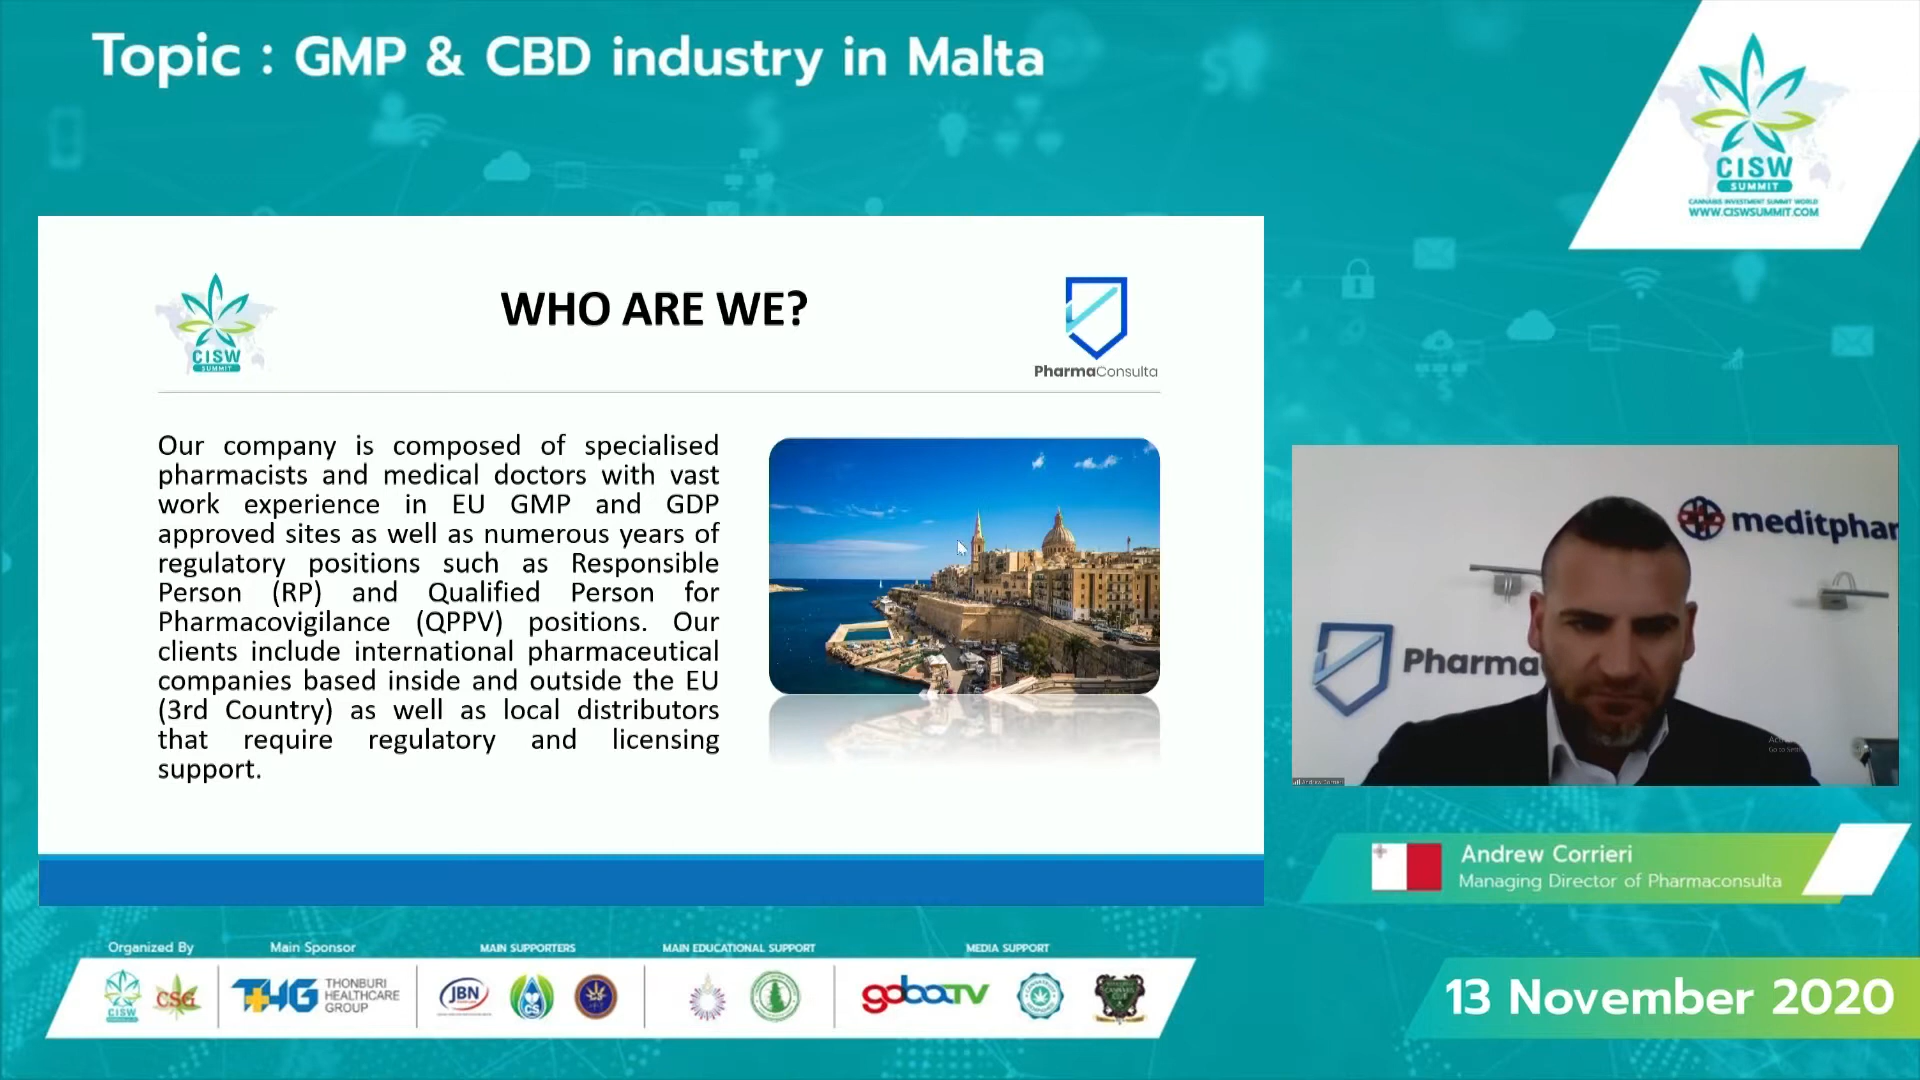 Topic : GMP & CBD industry in Malta
CISW
SUMMIT
CANNABIS INVESTMENT SUMMIT WORLD
WWW.CISWSUMMIT.COM
CISW
SUMMIT
WHO ARE WE?
PharmaConsulta
Our company is composed of specialised
pharmacists and medical doctors with vast
work experience in EU GMP and GDP
approved sites as well as numerous years of
regulatory positions such as Responsible
Person (RP) and Qualified Person for
Pharmacovigilance (QPPV) positions. Our
clients include international pharmaceutical
companies based inside and outside the EU
(3rd Country) as well as local distributors
that require regulatory and licensing
support.
meditphar
Pharma
Andrew Corrieri
Andrew Corrieri
Managing Director of Pharmaconsulta
Organized By
Main Sponsor
MAIN SUPPORTERS
MAIN EDUCATIONAL SUPPORT
MEDIA SUPPORT
CISW
CSG
THG
THONBURI
HEALTHCARE
GROUP
JBN
CS
gobaTV
13 November 2020